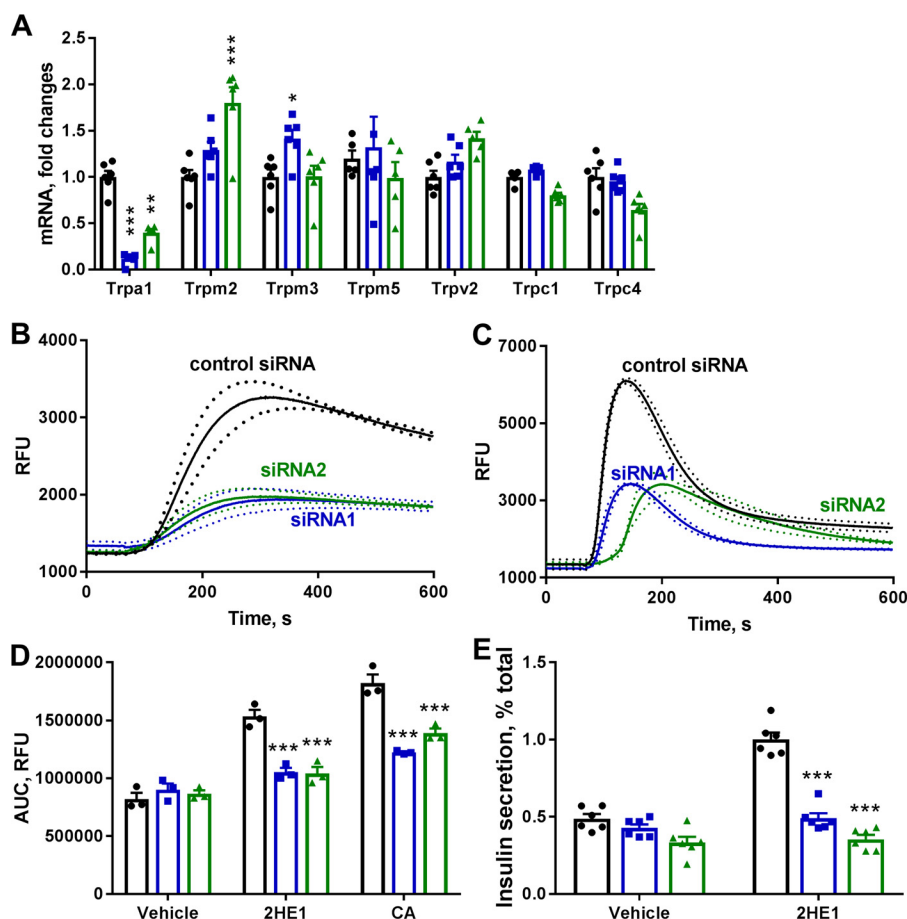 A
mRNA, fold changes
2.5
2.0
1.5
1.0
0.5
0.0
***
**
***
*
Trpa1 Trpm2 Trpm3 Trpm5 Trpv2 Trpc1 Trpc4
B
RFU
4000
3000
2000
1000
control siRNA
siRNA2
siRNA1
0 200 400 600
Time, s
C
RFU
7000
5000
3000
1000
control siRNA
siRNA1
siRNA2
0 200 400 600
Time, s
D
AUC, RFU
2000000
1500000
1000000
500000
0
*** ***
*** ***
Vehicle 2HE1 CA
E
Insulin secretion, % total
1.5
1.0
0.5
0.0
***
***
Vehicle 2HE1